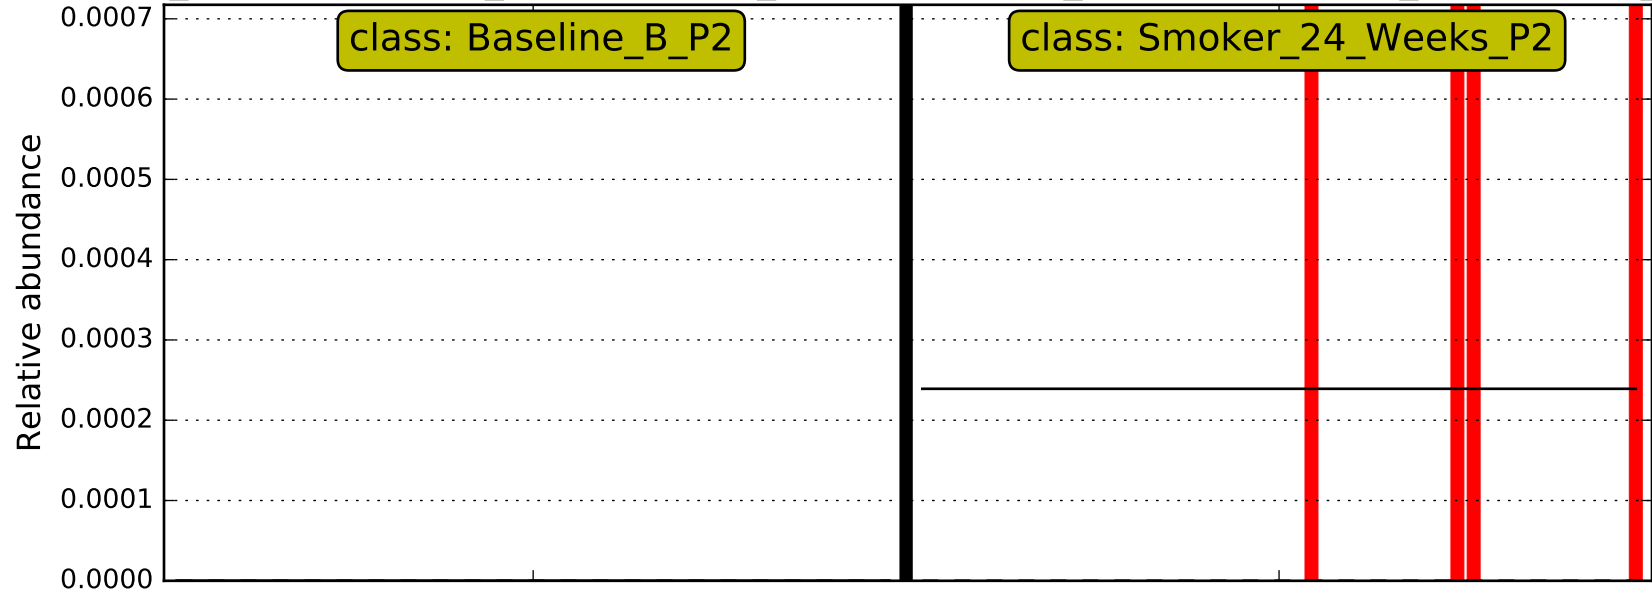 0.0007
class: Baseline_B_P2
class: Smoker_24_Weeks_P2
0.0006
0.0005
0.0004
0.0003
0.0002
0.0001
0.0000
Relative abundance